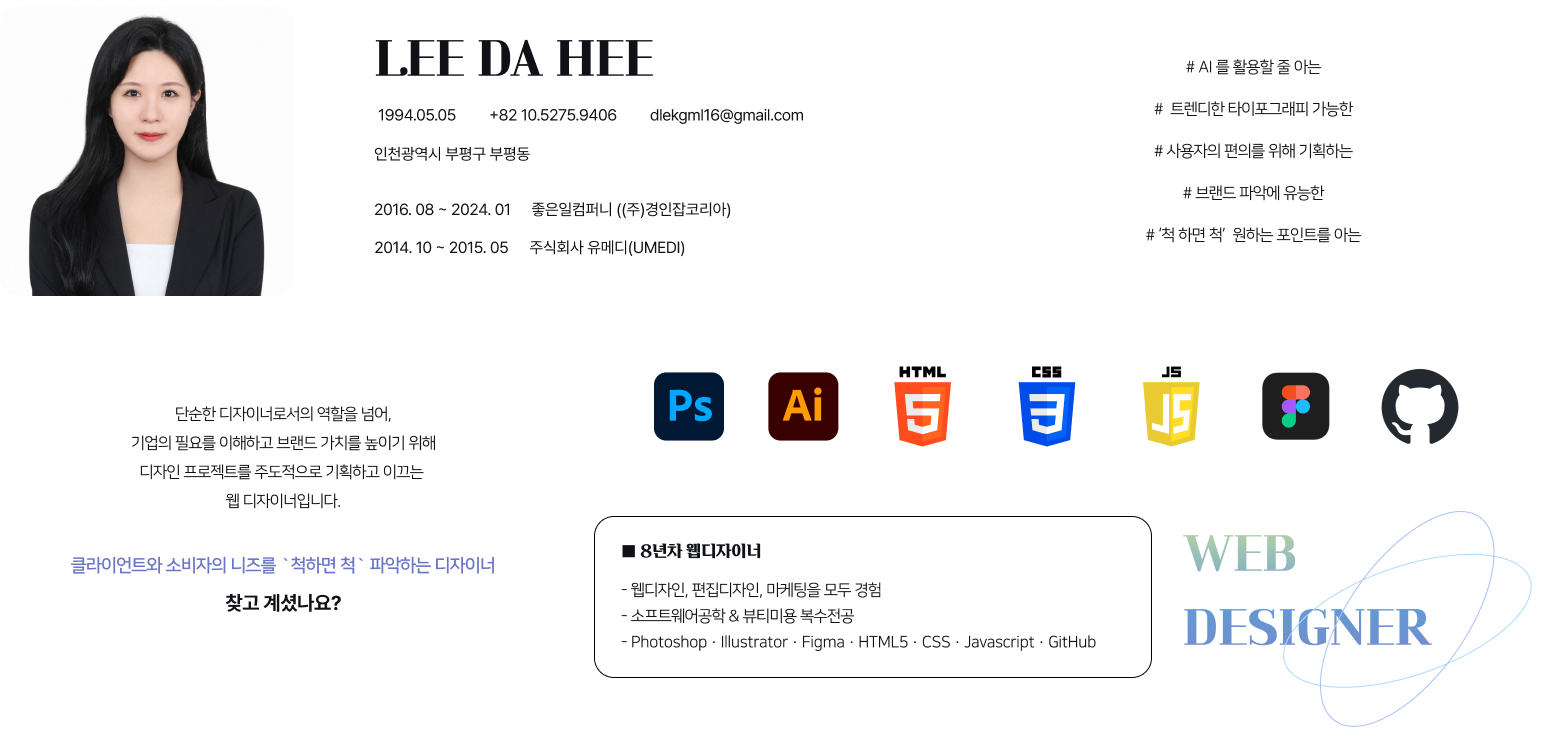 LEE DA HEE
1994.05.05 +82 10.5275.9406 dlekgml16@gmail.com
인천광역시 부평구 부평동
2016. 08 ~ 2024. 01 좋은일컴퍼니 ((주)경인잡코리아)
2014. 10 ~ 2015. 05 주식회사 유메디(UMEDI)
# AI 를 활용할 줄 아는
# 트렌디한 타이포그래피 가능한
# 사용자의 편의를 위해 기획하는
# 브랜드 파악에 유능한
# ‘척 하면 척’ 원하는 포인트를 아는
단순한 디자이너로서의 역할을 넘어,
기업의 필요를 이해하고 브랜드 가치를 높이기 위해
디자인 프로젝트를 주도적으로 기획하고 이끄는
웹 디자이너입니다.
클라이언트와 소비자의 니즈를 `척하면 척` 파악하는 디자이너
찾고 계셨나요?
Ps Ai HTML 5 CSS 3 JS JS
■ 8년차 웹디자이너
- 웹디자인, 편집디자인, 마케팅을 모두 경험
- 소프트웨어공학 & 뷰티미용 복수전공
- Photoshop · Illustrator · Figma · HTML5 · CSS · Javascript · GitHub
WEB
DESIGNER